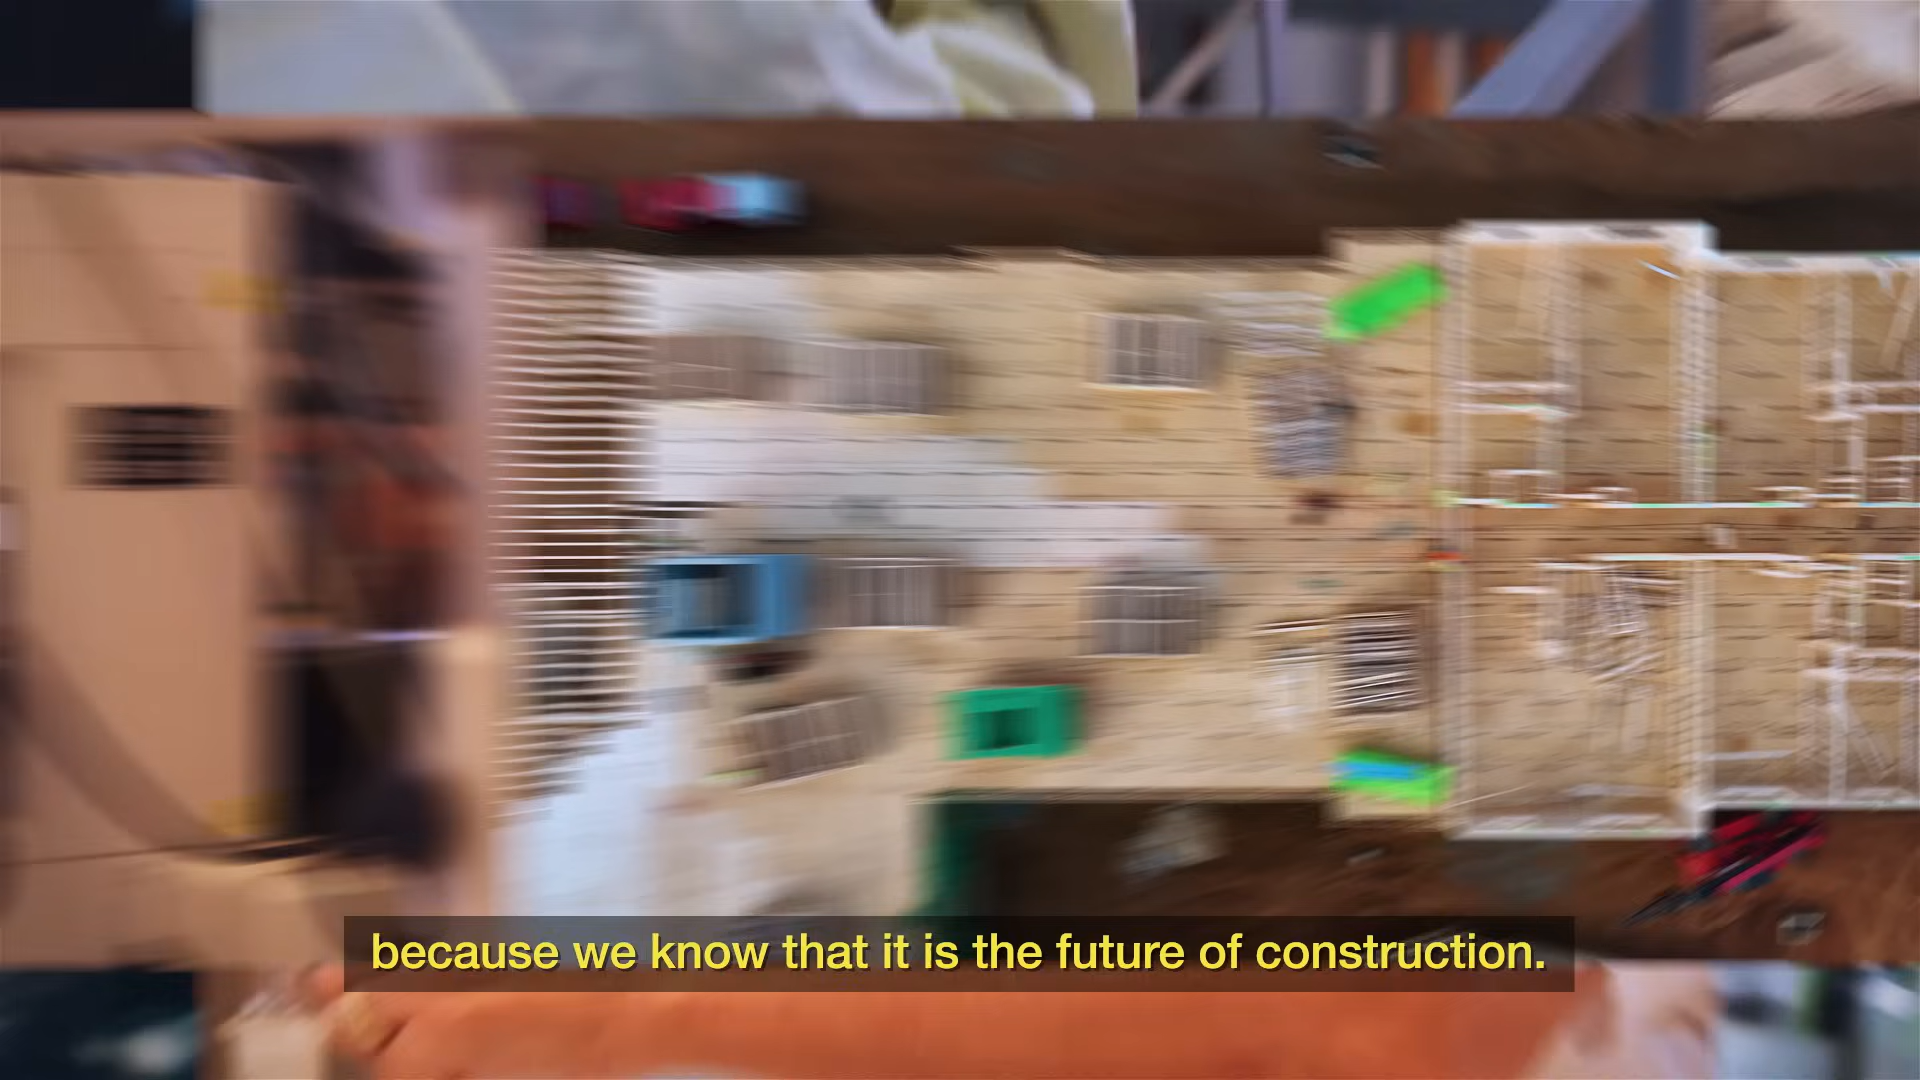 because we know that it is the future of construction.